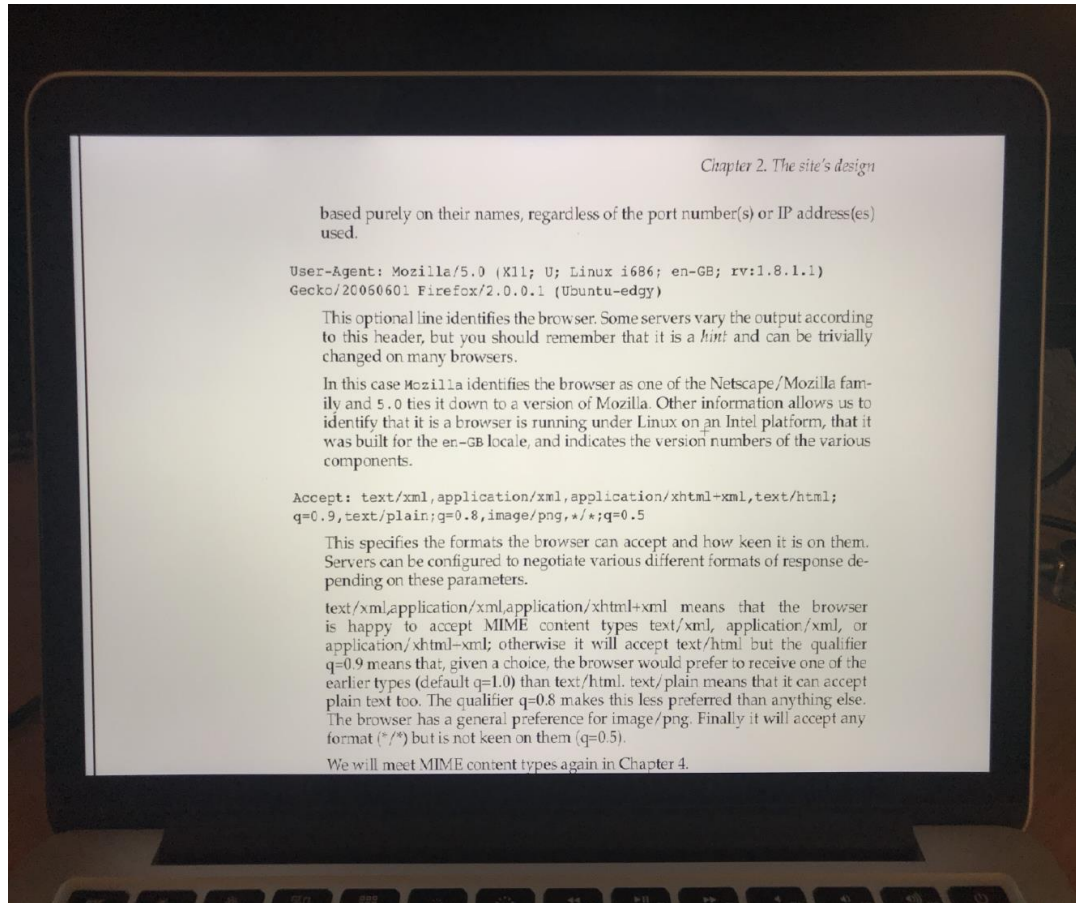 Chapter 2. The site's design
based purely on their names, regardless of the port number(s) or IP address(es)
used.
User-Agent: Mozilla/5.0 (X11; U; Linux i686; en-GB; rv:1.8.1.1)
Gecko/20060601 Firefox/2.0.0.1 (Ubuntu-edgy)
This optional line identifies the browser. Some servers vary the output according
to this header, but you should remember that it is a hint and can be trivially
changed on many browsers.
In this case Mozilla identifies the browser as one of the Netscape/Mozilla fam-
ily and 5.0 ties it down to a version of Mozilla. Other information allows us to
identify that it is a browser is running under Linux on an Intel platform, that it
was built for the en-GB locale, and indicates the version numbers of the various
components.
Accept: text/xml,application/xml,application/xhtml+xml,text/html;
q=0.9,text/plain;q=0.8,image/png,*/*;q=0.5
This specifies the formats the browser can accept and how keen it is on them.
Servers can be configured to negotiate various different formats of response de-
pending on these parameters.
text/xml,application/xml,application/xhtml+xml means that the browser
is happy to accept MIME content types text/xml, application/xml, or
application/xhtml+xml; otherwise it will accept text/html but the qualifier
q=0.9 means that, given a choice, the browser would prefer to receive one of the
earlier types (default q=1.0) than text/html. text/plain means that it can accept
plain text too. The qualifier q=0.8 makes this less preferred than anything else.
The browser has a general preference for image/png. Finally it will accept any
format (*/*) but is not keen on them (q=0.5).
We will meet MIME content types again in Chapter 4.